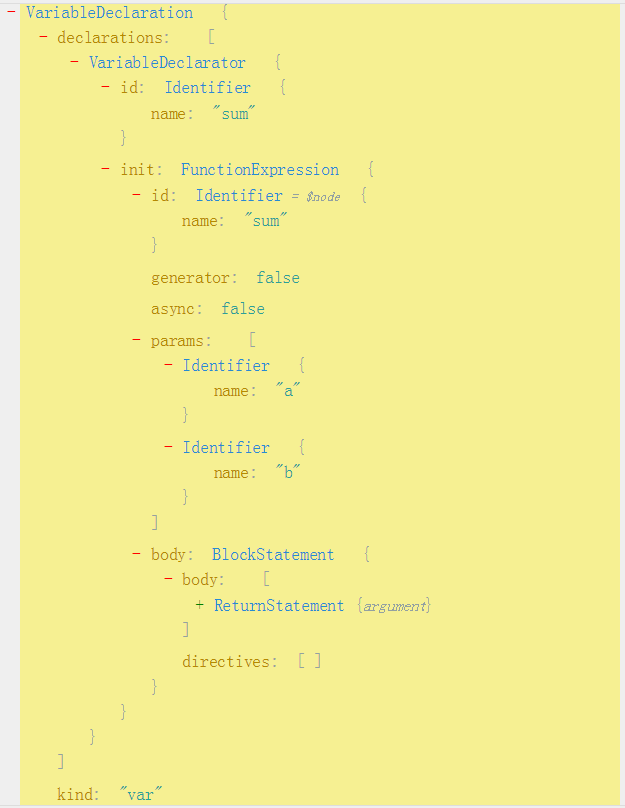 - VariableDeclaration {
- declarations: [
- VariableDeclarator {
- id: Identifier {
name: "sum"
}
- init: FunctionExpression {
- id: Identifier = $node {
name: "sum"
}
generator: false
async: false
- params: [
- Identifier {
name: "a"
}
- Identifier {
name: "b"
}
]
- body: BlockStatement {
- body: [
+ ReturnStatement {argument}
]
directives: [ ]
}
}
}
]
kind: "var"